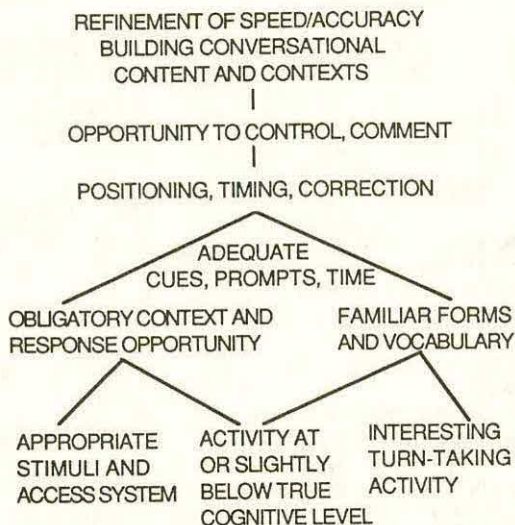 REFINEMENT OF SPEED/ACCURACY
BUILDING CONVERSATIONAL
CONTENT AND CONTEXTS
OPPORTUNITY TO CONTROL, COMMENT
POSITIONING, TIMING, CORRECTION
ADEQUATE
CUES, PROMPTS, TIME
OBLIGATORY CONTEXT AND
RESPONSE OPPORTUNITY
FAMILIAR FORMS
AND VOCABULARY
APPROPRIATE
STIMULI AND
ACCESS SYSTEM
ACTIVITY AT
OR SLIGHTLY
BELOW TRUE
COGNITIVE LEVEL
INTERESTING
TURN-TAKING
ACTIVITY